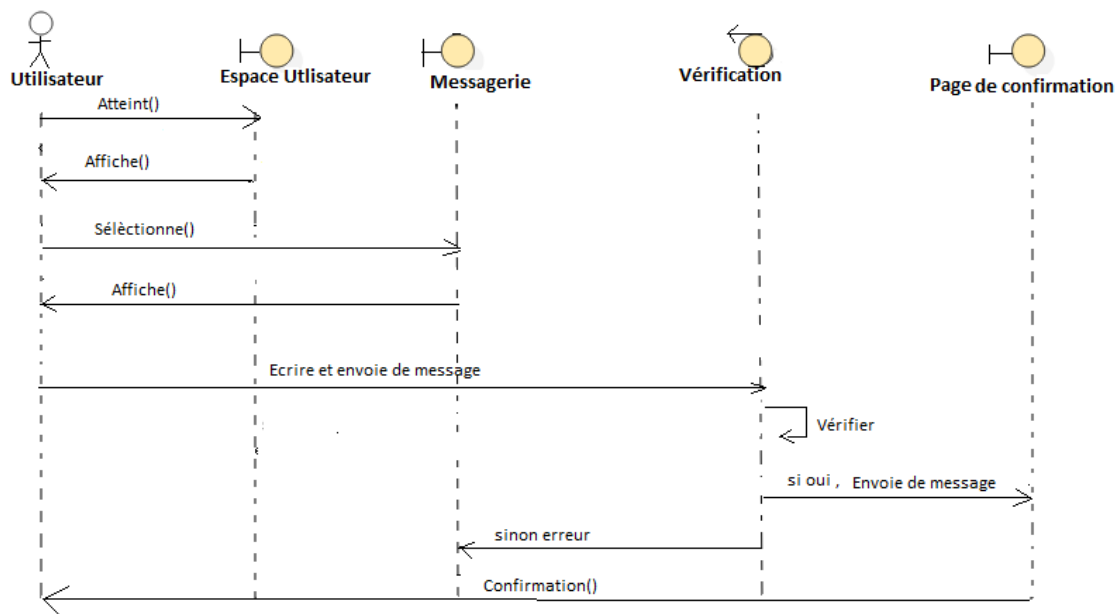 Utilisateur
Espace Utlisateur
Messagerie
Vérification
Page de confirmation
Atteint()
Affiche()
Sélèctionne()
Affiche()
Ecrire et envoie de message
Vérifier
si oui , Envoie de message
sinon erreur
Confirmation()